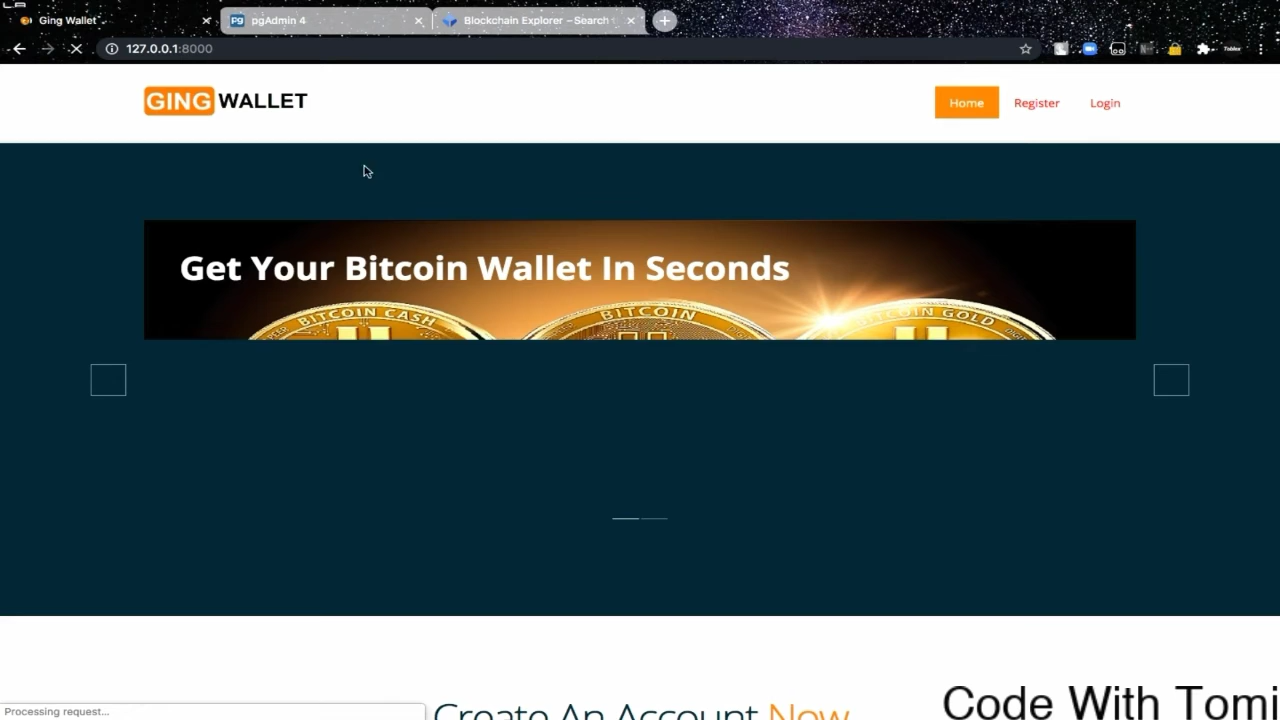 Ging Wallet
pgAdmin 4
Blockchain Explorer – Search
127.0.0.1:8000
GING WALLET
Home
Register
Login
Get Your Bitcoin Wallet In Seconds
BITCOIN CASH
BITCOIN
BITCOIN GOLD
Create An Account Now
Code With Tomi
Processing request...